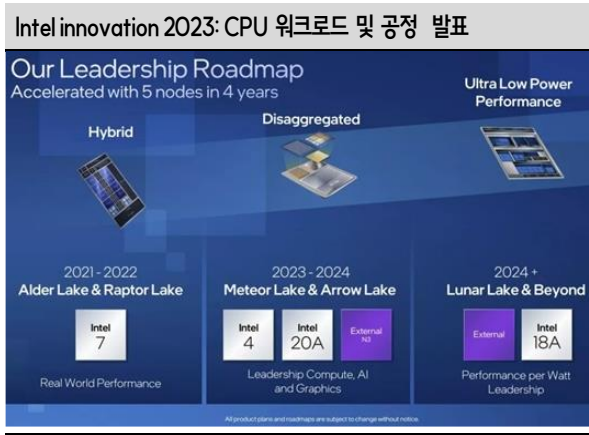 Intel innovation 2023: CPU 워크로드 및 공정 발표
Our Leadership Roadmap
Accelerated with 5 nodes in 4 years
Hybrid
Disaggregated
Ultra Low Power
Performance
2021 - 2022
Alder Lake & Raptor Lake
Intel
7
Real World Performance
2023 - 2024
Meteor Lake & Arrow Lake
Intel
4
Intel
20A
External
N3
Leadership Compute, AI
and Graphics
2024 +
Lunar Lake & Beyond
External
Intel
18A
Performance per Watt
Leadership
All product plans and roadmaps are subject to change without notice.